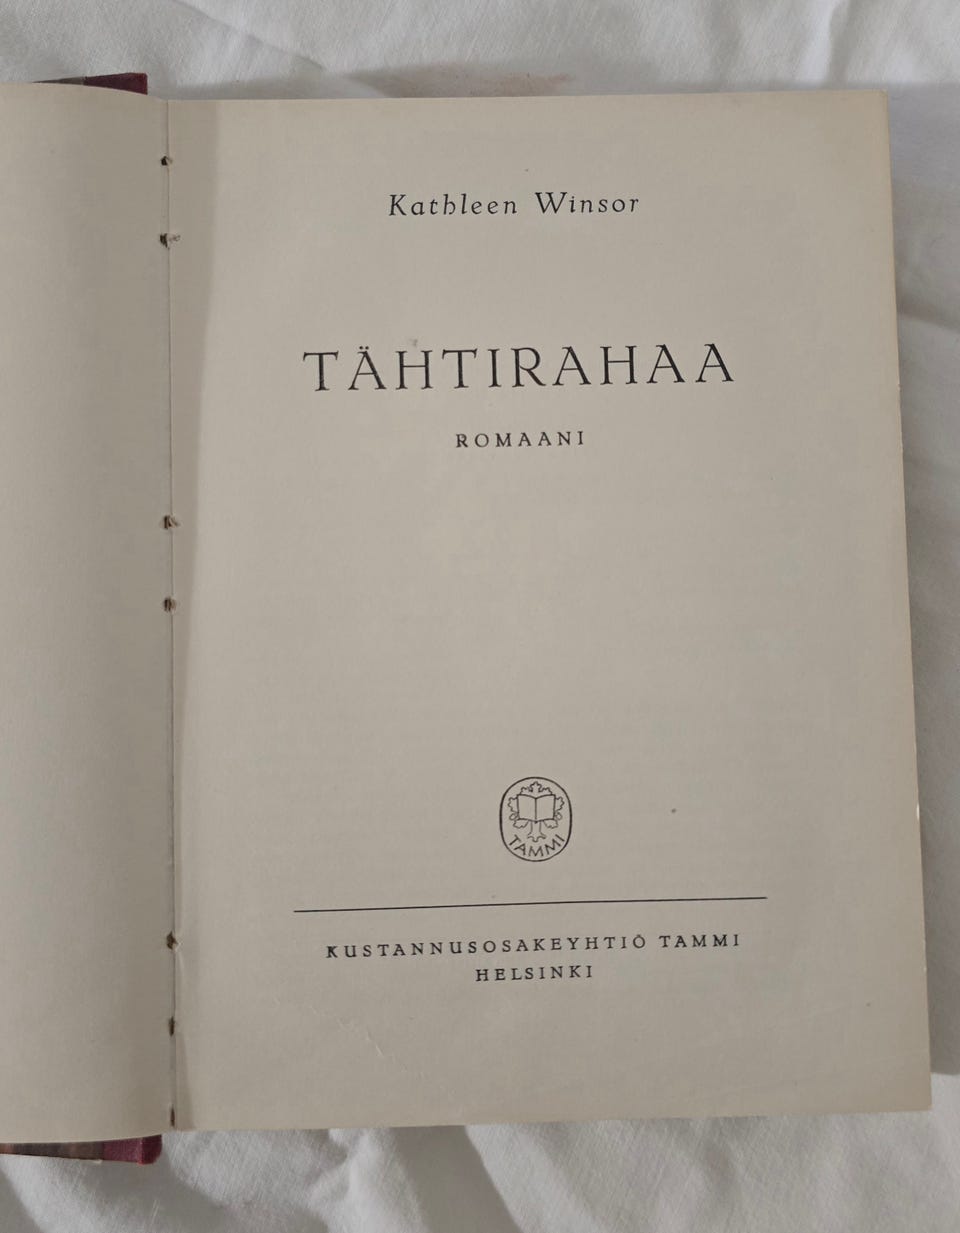 Kathleen Winsor
TÄHTIRAHAA
ROMAANI
TAMMI
KUSTANNUSOSAKEYHTIÖ TAMMI
HELSINKI